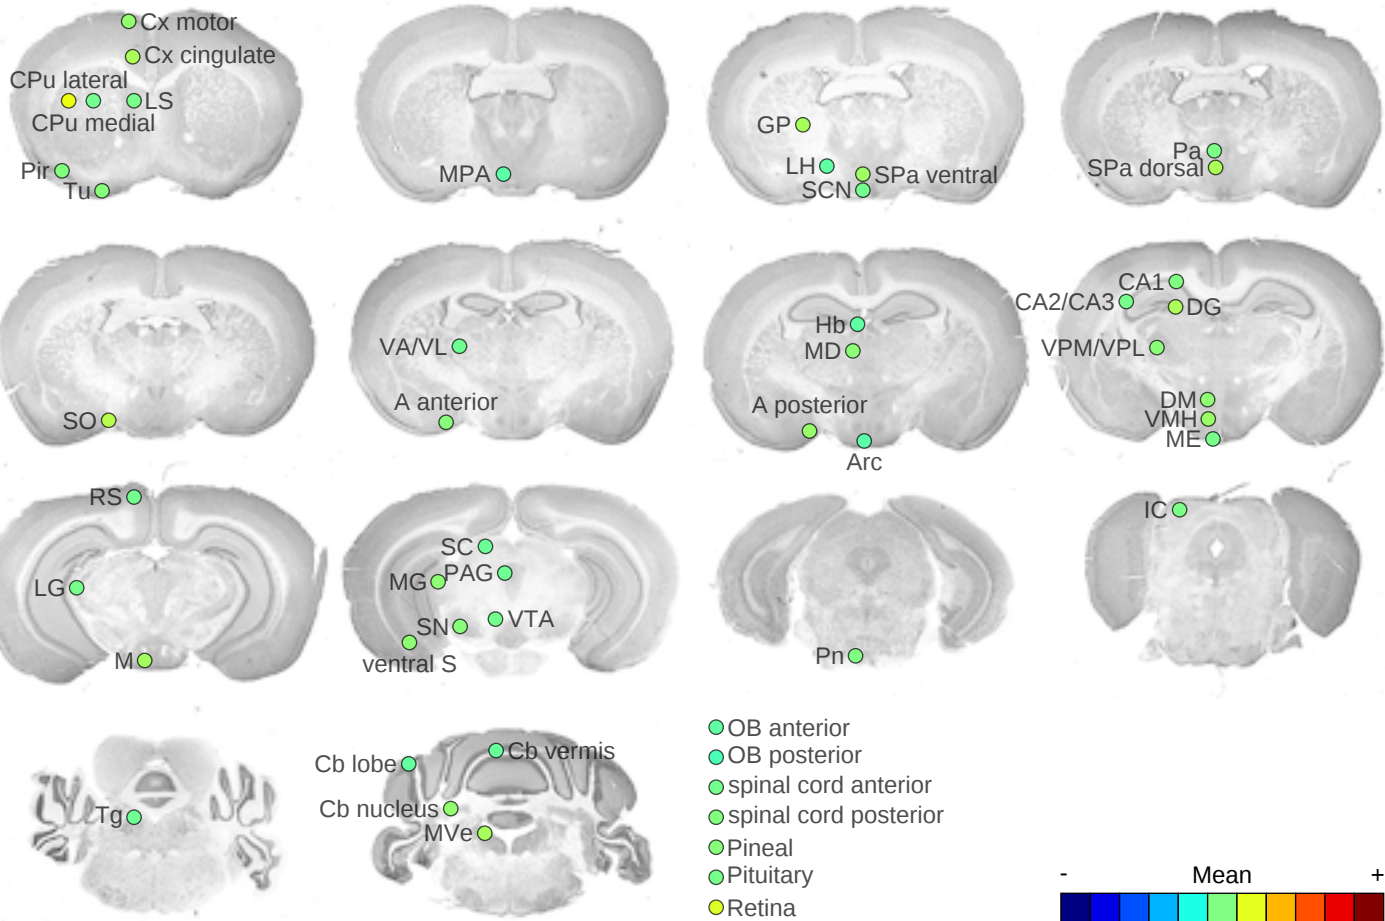 Cx motor
Cx cingulate
CPu lateral
LS
CPu medial
Pir
Tu
MPA
GP
LH
SPa ventral
SCN
Pa
SPa dorsal
SO
VA/VL
A anterior
Hb
MD
A posterior
Arc
CA1
CA2/CA3
DG
VPM/VPL
DM
VMH
ME
RS
LG
M
SC
PAG
MG
SN
VTA
ventral S
Pn
IC
Tg
Cb vermis
Cb lobe
Cb nucleus
MVe
OB anterior
OB posterior
spinal cord anterior
spinal cord posterior
Pineal
Pituitary
Retina
- Mean +